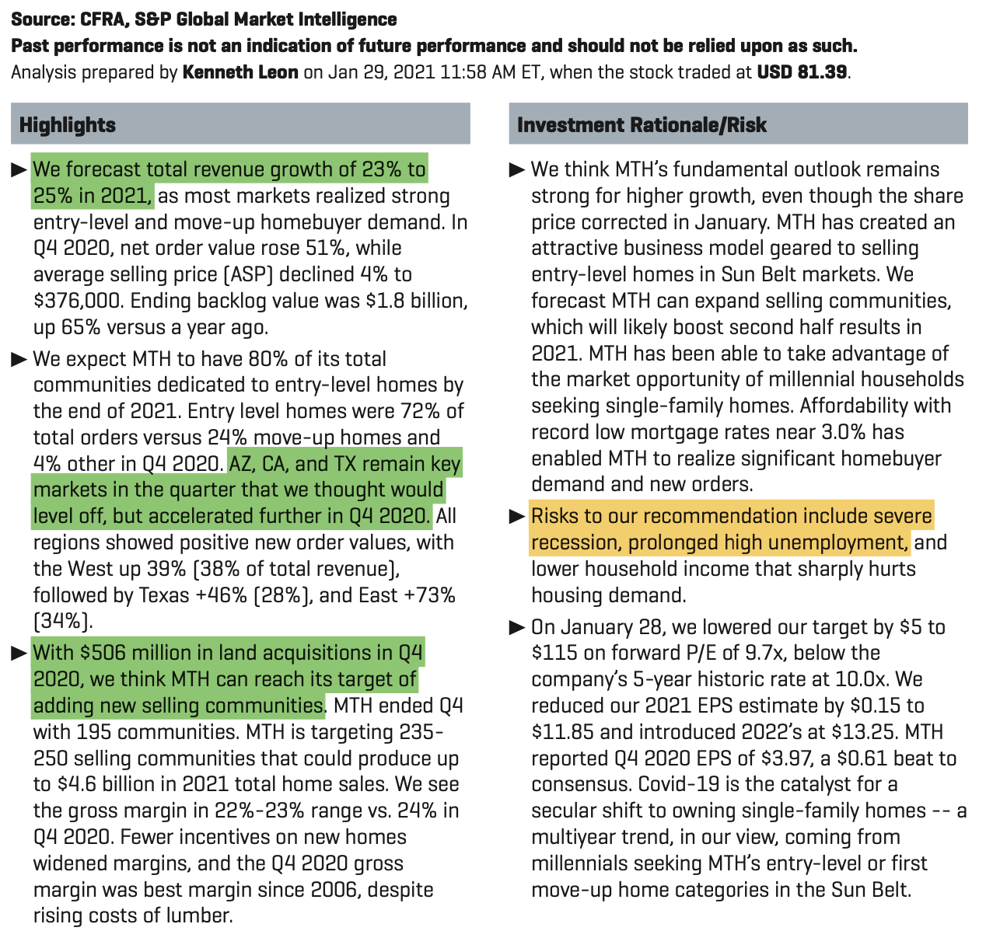 Source: CFRA, S&P Global Market Intelligence
Past performance is not an indication of future performance and should not be relied upon as such.
Analysis prepared by Kenneth Leon on Jan 29, 2021 11:58 AM ET, when the stock traded at USD 81.39.
Highlights
► We forecast total revenue growth of 23% to
25% in 2021, as most markets realized strong
entry-level and move-up homebuyer demand. In
Q4 2020, net order value rose 51%, while
average selling price (ASP) declined 4% to
$376,000. Ending backlog value was $1.8 billion,
up 65% versus a year ago.
► We expect MTH to have 80% of its total
communities dedicated to entry-level homes by
the end of 2021. Entry level homes were 72% of
total orders versus 24% move-up homes and
4% other in Q4 2020. AZ, CA, and TX remain key
markets in the quarter that we thought would
level off, but accelerated further in Q4 2020. All
regions showed positive new order values, with
the West up 39% (38% of total revenue),
followed by Texas +46% (28%), and East +73%
(34%).
► With $506 million in land acquisitions in Q4
2020, we think MTH can reach its target of
adding new selling communities. MTH ended Q4
with 195 communities. MTH is targeting 235-
250 selling communities that could produce up
to $4.6 billion in 2021 total home sales. We see
the gross margin in 22%-23% range vs. 24% in
Q4 2020. Fewer incentives on new homes
widened margins, and the Q4 2020 gross
margin was best margin since 2006, despite
rising costs of lumber.
Investment Rationale/Risk
► We think MTH's fundamental outlook remains
strong for higher growth, even though the share
price corrected in January. MTH has created an
attractive business model geared to selling
entry-level homes in Sun Belt markets. We
forecast MTH can expand selling communities,
which will likely boost second half results in
2021. MTH has been able to take advantage of
the market opportunity of millennial households
seeking single-family homes. Affordability with
record low mortgage rates near 3.0% has
enabled MTH to realize significant homebuyer
demand and new orders.
► Risks to our recommendation include severe
recession, prolonged high unemployment, and
lower household income that sharply hurts
housing demand.
► On January 28, we lowered our target by $5 to
$115 on forward P/E of 9.7x, below the
company's 5-year historic rate at 10.0x. We
reduced our 2021 EPS estimate by $0.15 to
$11.85 and introduced 2022's at $13.25. MTH
reported Q4 2020 EPS of $3.97, a $0.61 beat to
consensus. Covid-19 is the catalyst for a
secular shift to owning single-family homes -- a
multiyear trend, in our view, coming from
millennials seeking MTH's entry-level or first
move-up home categories in the Sun Belt.